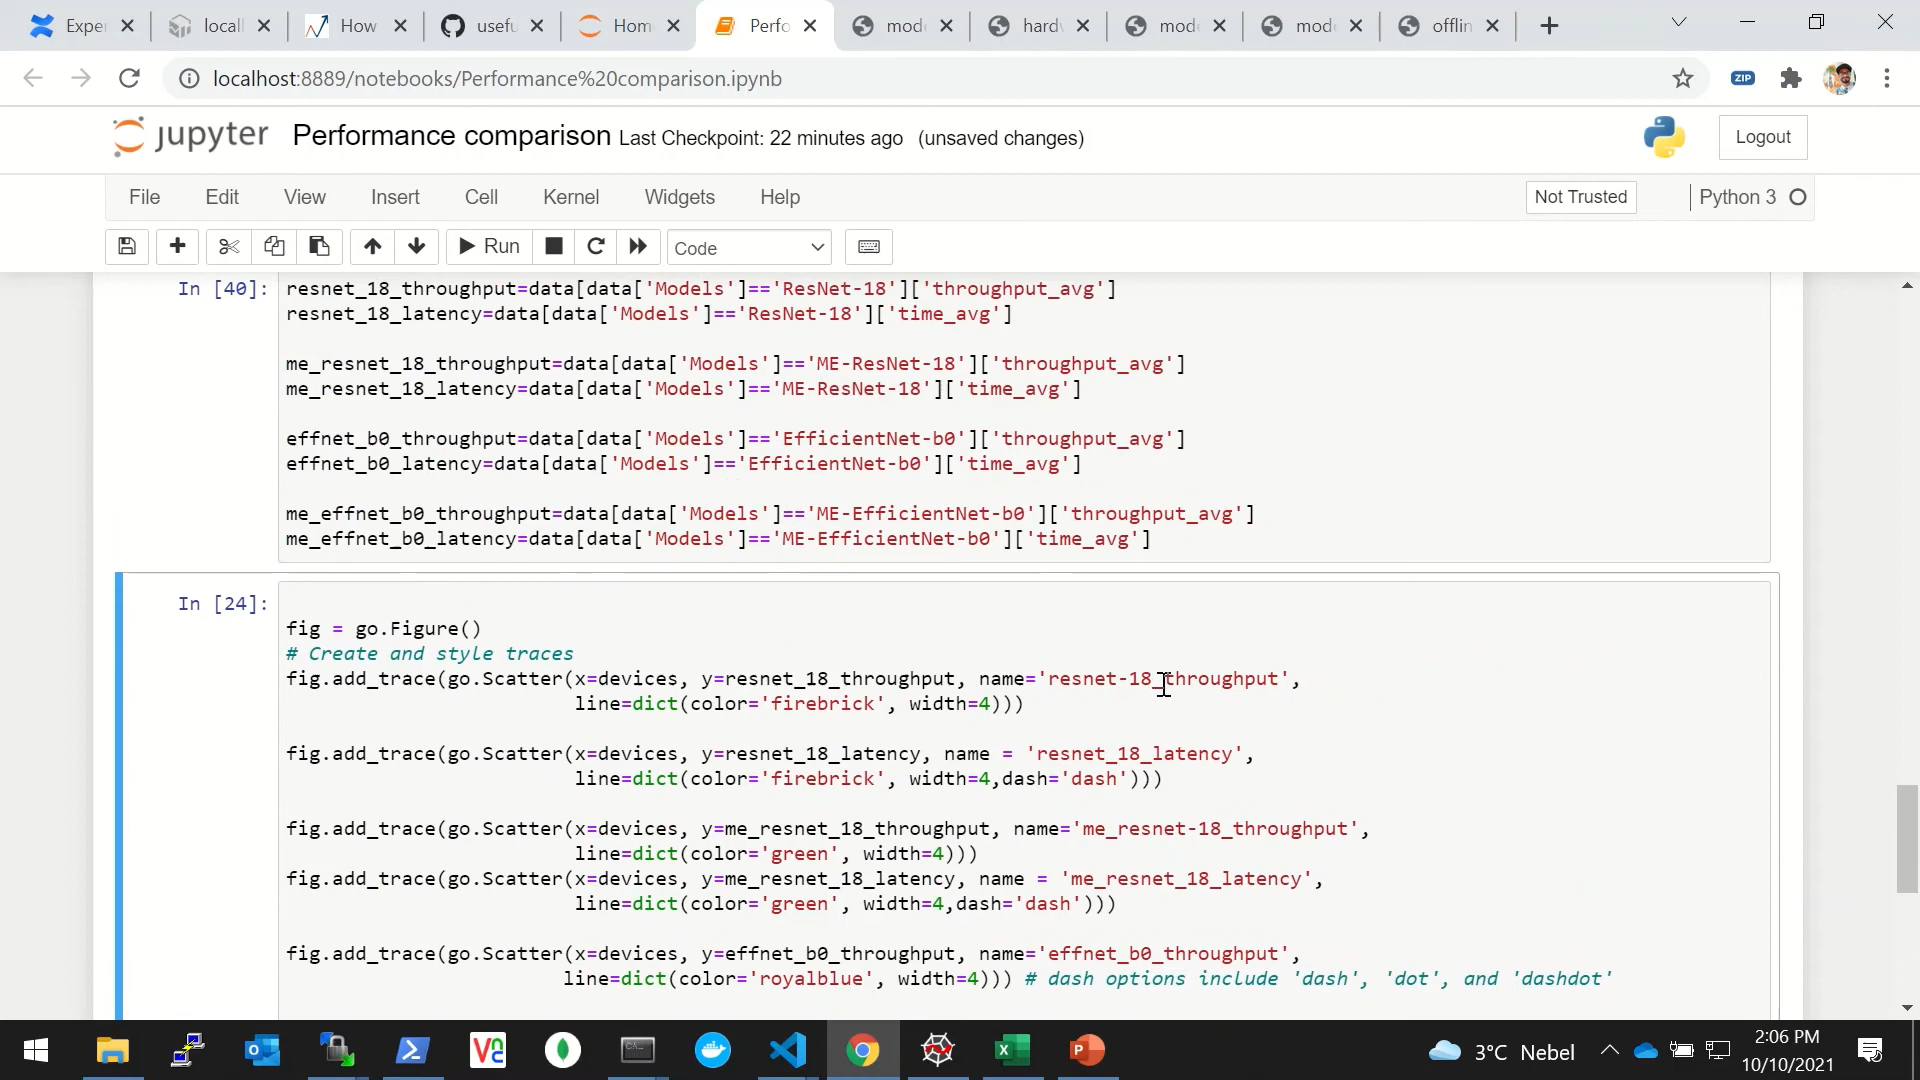 Exper
locall
How
usefu
Home
Perfo
mode
hardw
mode
mode
offlin
localhost:8889/notebooks/Performance%20comparison.ipynb
ZIP
jupyter
Performance comparison Last Checkpoint: 22 minutes ago (unsaved changes)
Logout
File Edit View Insert Cell Kernel Widgets Help
Not Trusted
Python 3
Run
Code
In [40]:
resnet_18_throughput=data[data['Models']=='ResNet-18']['throughput_avg']
resnet_18_latency=data[data['Models']=='ResNet-18']['time_avg']
me_resnet_18_throughput=data[data['Models']=='ME-ResNet-18']['throughput_avg']
me_resnet_18_latency=data[data['Models']=='ME-ResNet-18']['time_avg']
effnet_b0_throughput=data[data['Models']=='EfficientNet-b0']['throughput_avg']
effnet_b0_latency=data[data['Models']=='EfficientNet-b0']['time_avg']
me_effnet_b0_throughput=data[data['Models']=='ME-EfficientNet-b0']['throughput_avg']
me_effnet_b0_latency=data[data['Models']=='ME-EfficientNet-b0']['time_avg']
In [24]:
fig = go.Figure()
# Create and style traces
fig.add_trace(go.Scatter(x=devices, y=resnet_18_throughput, name='resnet-18_throughput',
line=dict(color='firebrick', width=4)))
fig.add_trace(go.Scatter(x=devices, y=resnet_18_latency, name = 'resnet_18_latency',
line=dict(color='firebrick', width=4,dash='dash')))
fig.add_trace(go.Scatter(x=devices, y=me_resnet_18_throughput, name='me_resnet-18_throughput',
line=dict(color='green', width=4)))
fig.add_trace(go.Scatter(x=devices, y=me_resnet_18_latency, name = 'me_resnet_18_latency',
line=dict(color='green', width=4,dash='dash')))
fig.add_trace(go.Scatter(x=devices, y=effnet_b0_throughput, name='effnet_b0_throughput',
line=dict(color='royalblue', width=4))) # dash options include 'dash', 'dot', and 'dashdot'
3°C Nebel
2:06 PM
10/10/2021